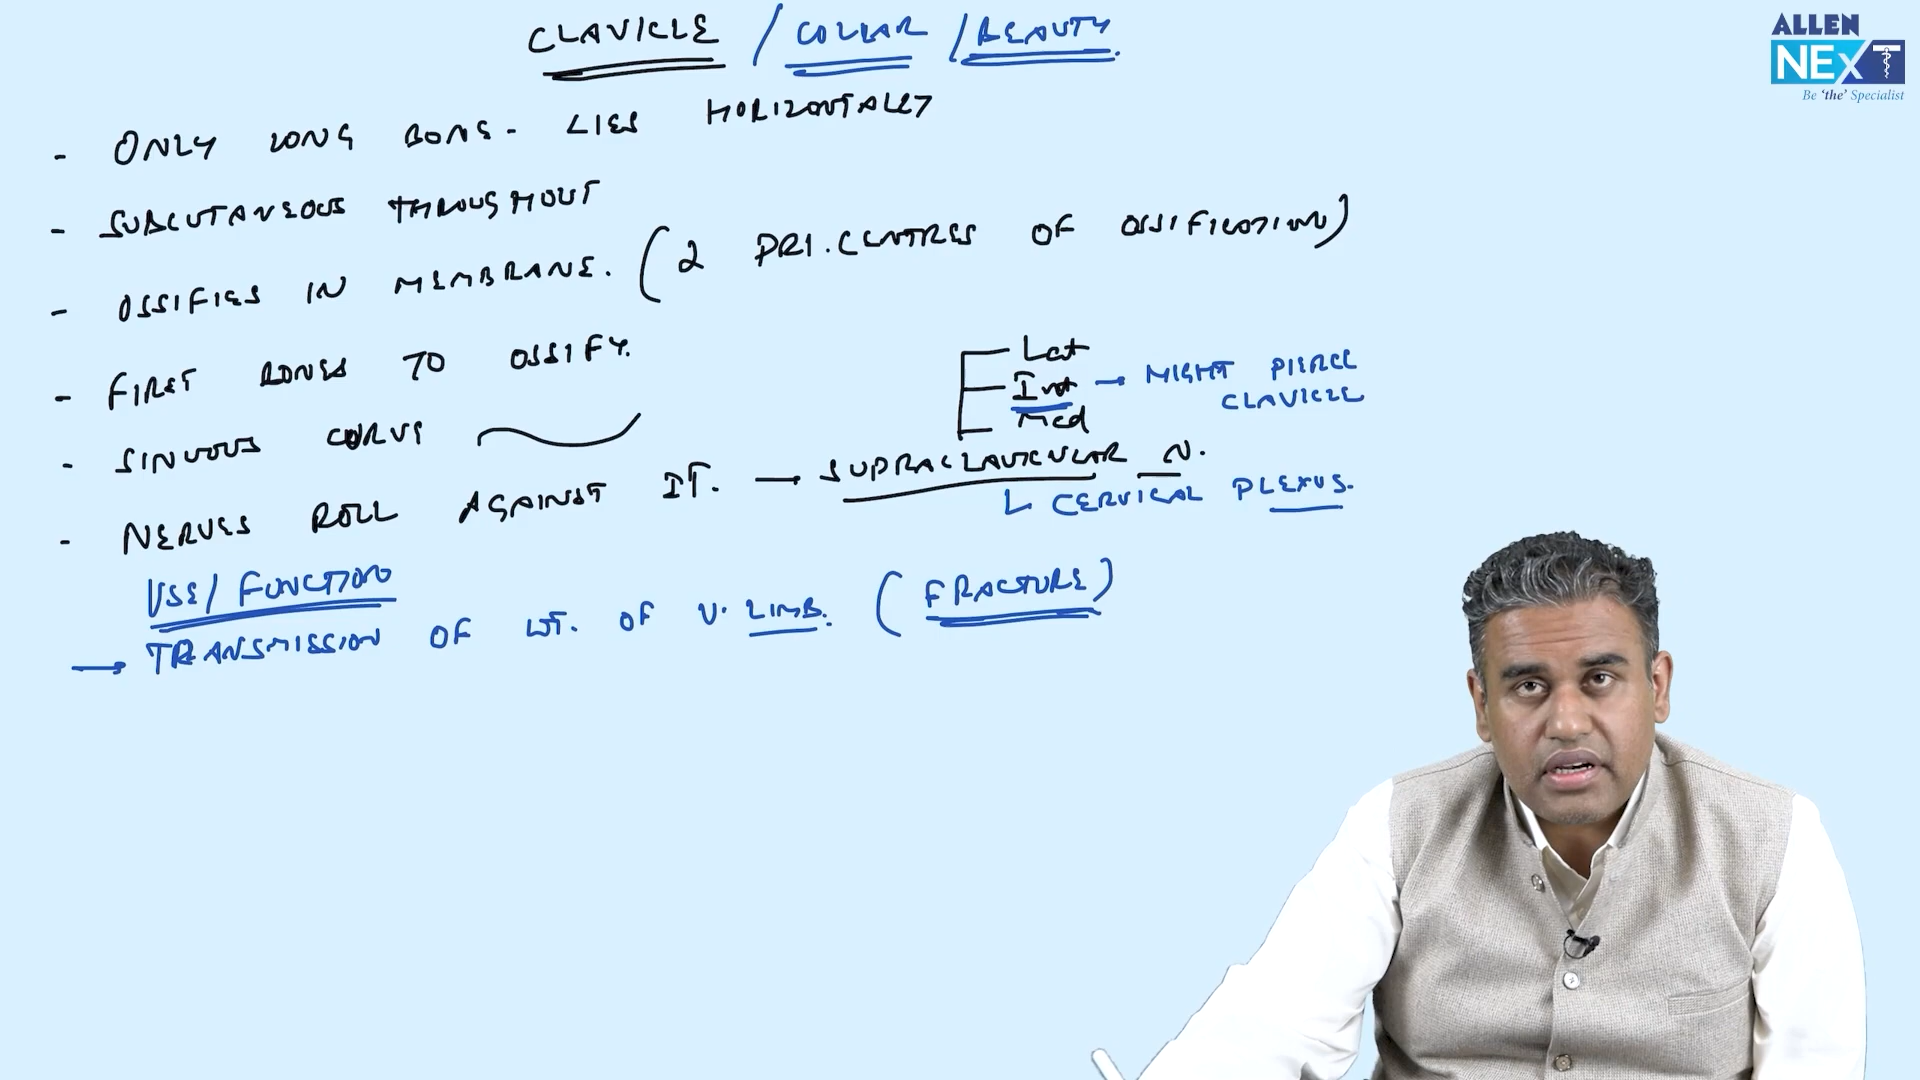 CLAVICLE / COLLAR / BEAUTY.
ALLEN
NEXT
Be 'the' Specialist
- ONLY LONG BONE - LIES HORIZONTALLY
- SUBCUTANEOUS THROUGHOUT
- OSSIFIES IN MEMBRANE. (2 PRI. CENTRES OF OSSIFICATION)
- FIRST BONES TO OSSIFY.
- SINUOUS CURVE
Lat
Int → MIGHT PIERCE CLAVICLE
Med
- NERVES ROLL AGAINST IT. → SUPRACLAVICULAR N.
CERVICAL PLEXUS.
USE/ FUNCTION
→ TRANSMISSION OF WT. OF U. LIMB. (FRACTURE)